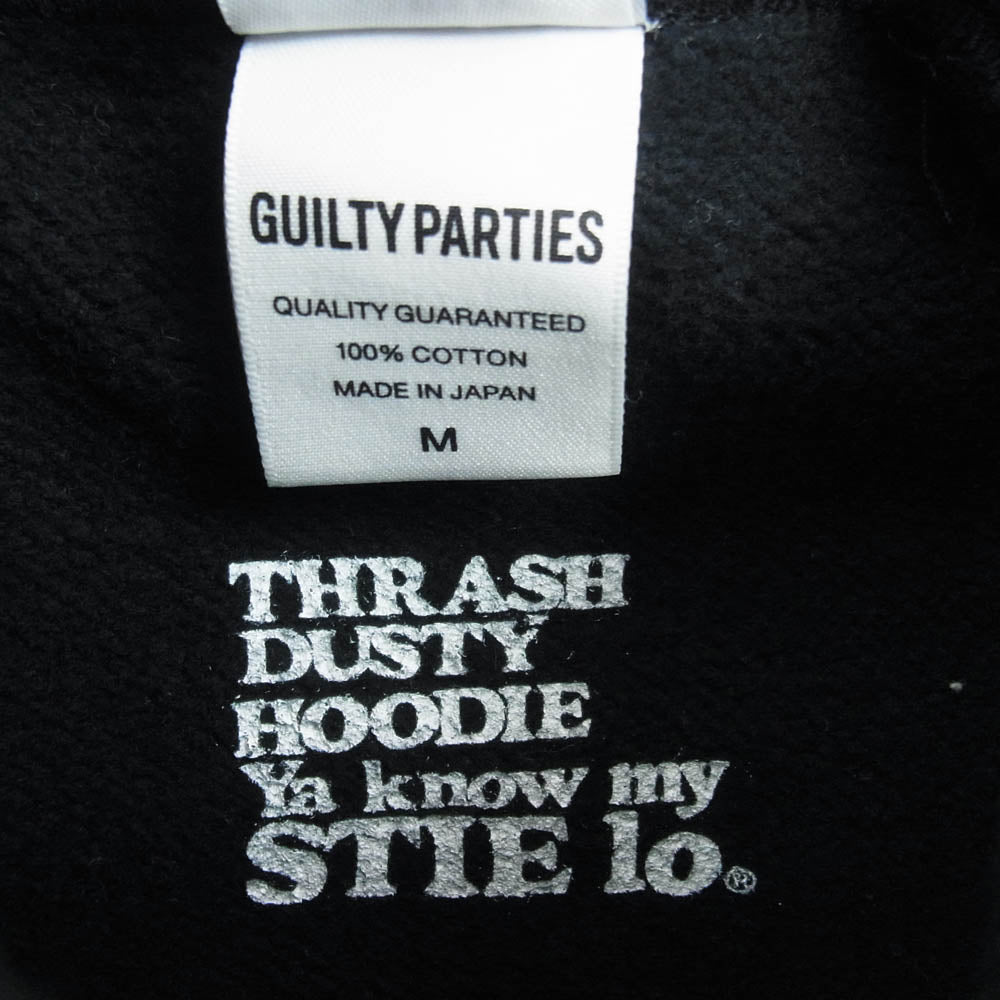 GUILTY PARTIES
QUALITY GUARANTEED
100% COTTON
MADE IN JAPAN
M
THRASH
DUSTY
HOODIE
Ya know my
STIE lo.®